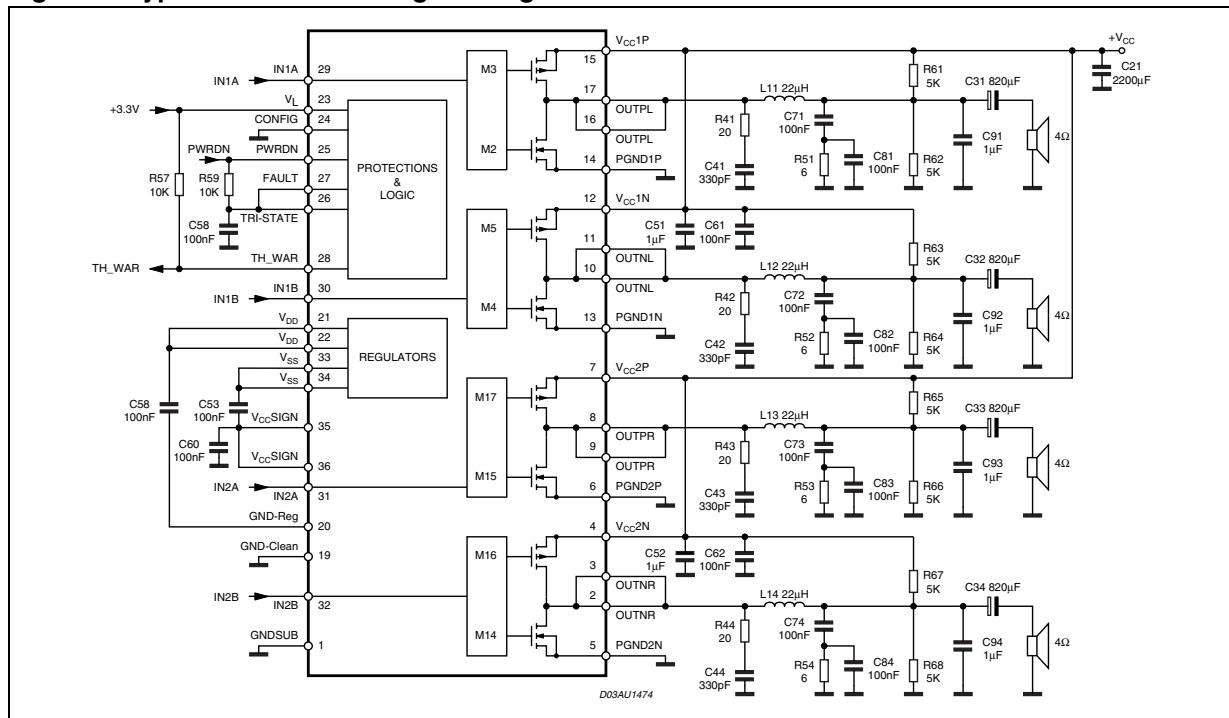 +VCC
C21
2200µF
IN1A
IN1A
29
+3.3V
VL
23
CONFIG
24
PWRDN
PWRDN
25
R57
10K
R59
10K
FAULT
27
26
TRI-STATE
C58
100nF
TH_WAR
TH_WAR
28
IN1B
IN1B
30
VDD
21
VDD
22
VSS
33
VSS
34
C58
100nF
C53
100nF
VCCSIGN
35
C60
100nF
VCCSIGN
36
IN2A
IN2A
31
GND-Reg
20
GND-Clean
19
IN2B
IN2B
32
GNDSUB
1
PROTECTIONS
&
LOGIC
REGULATORS
M3
M2
M5
M4
M17
M15
M16
M14
VCC1P
15
17
OUTPL
16
OUTPL
14
PGND1P
12
VCC1N
11
OUTNL
10
OUTNL
13
PGND1N
7
VCC2P
8
OUTPR
9
OUTPR
6
PGND2P
4
VCC2N
3
OUTNR
2
OUTNR
5
PGND2N
R41
20
C41
330pF
L11 22µH
C71
100nF
R51
6
C81
100nF
R61
5K
R62
5K
C31 820µF
C91
1µF
4Ω
C51
1µF
C61
100nF
R42
20
C42
330pF
L12 22µH
C72
100nF
R52
6
C82
100nF
R63
5K
R64
5K
C32 820µF
C92
1µF
4Ω
R43
20
C43
330pF
L13 22µH
C73
100nF
R53
6
C83
100nF
R65
5K
R66
5K
C33 820µF
C93
1µF
4Ω
C52
1µF
C62
100nF
R44
20
C44
330pF
L14 22µH
C74
100nF
R54
6
C84
100nF
R67
5K
R68
5K
C34 820µF
C94
1µF
4Ω
D03AU1474